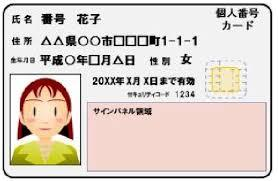 氏名 番号 花子
個人番号
カード
住所 △△県〇〇市□□□町1-1-1
生年月日 平成〇年□月△日 性別 女
20XX年X月X日まで有効
セキュリティコード 1234
サインパネル領域